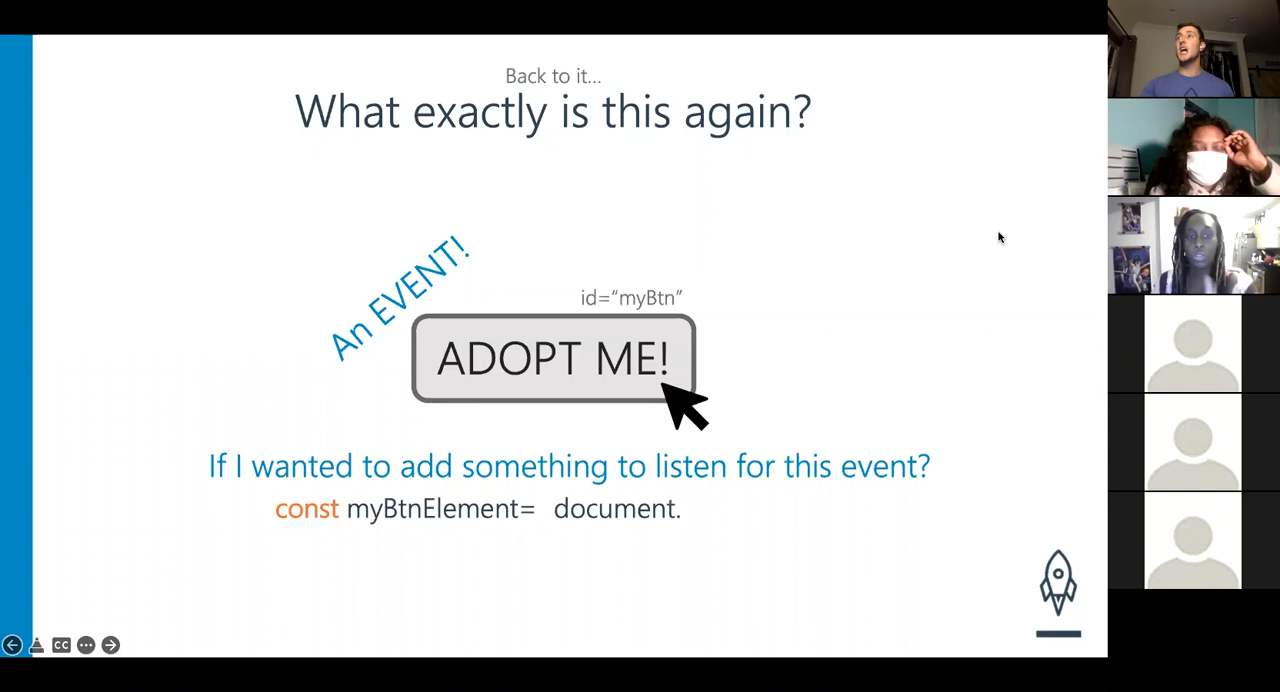 Back to it...
What exactly is this again?
An EVENT!
id="myBtn"
ADOPT ME!
If I wanted to add something to listen for this event?
const myBtnElement= document.
CC